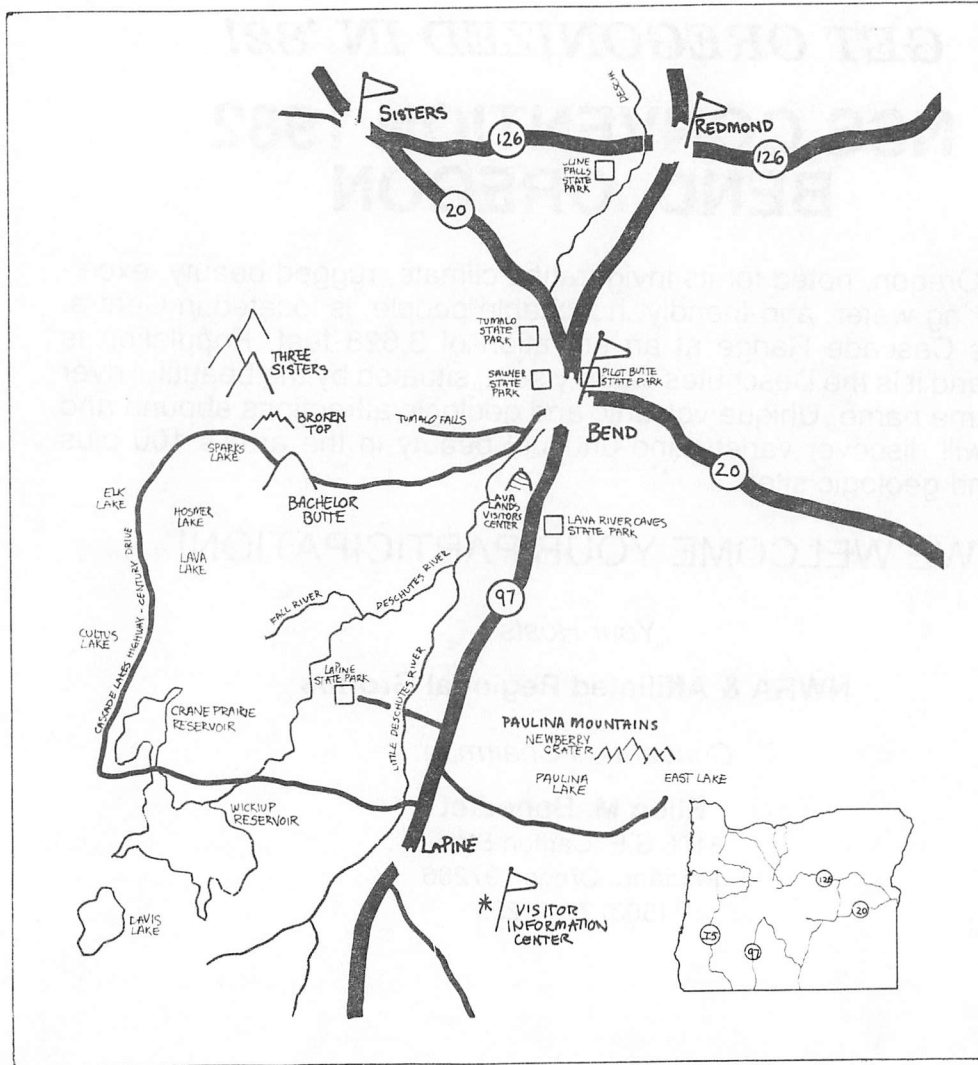 SISTERS
DESCH
REDMOND
126
126
CLINE
FALLS
STATE
PARK
20
TUMALO
STATE
PARK
SAWYER
STATE
PARK
PILOT BUTTE
STATE PARK
THREE
SISTERS
BROKEN
TOP
TUMALO FALLS
BEND
20
SPARKS
LAKE
BACHELOR
BUTTE
ELK
LAKE
HOSMER
LAKE
LAVA
LAKE
LAVA
LANDS
VISITORS
CENTER
LAVA RIVER CAVES
STATE PARK
CASCADE LAKES HIGHWAY - CENTURY DRIVE
FALL RIVER
DESCHUTES RIVER
97
CULTUS
LAKE
LAPINE
STATE PARK
LITTLE DESCHUTES RIVER
CRANE PRAIRIE
RESERVOIR
PAULINA MOUNTAINS
NEWBERRY
CRATER
PAULINA
LAKE
EAST LAKE
WICKIUP
RESERVOIR
LAPINE
DAVIS
LAKE
*
VISITOR
INFORMATION
CENTER
126
20
I5
97